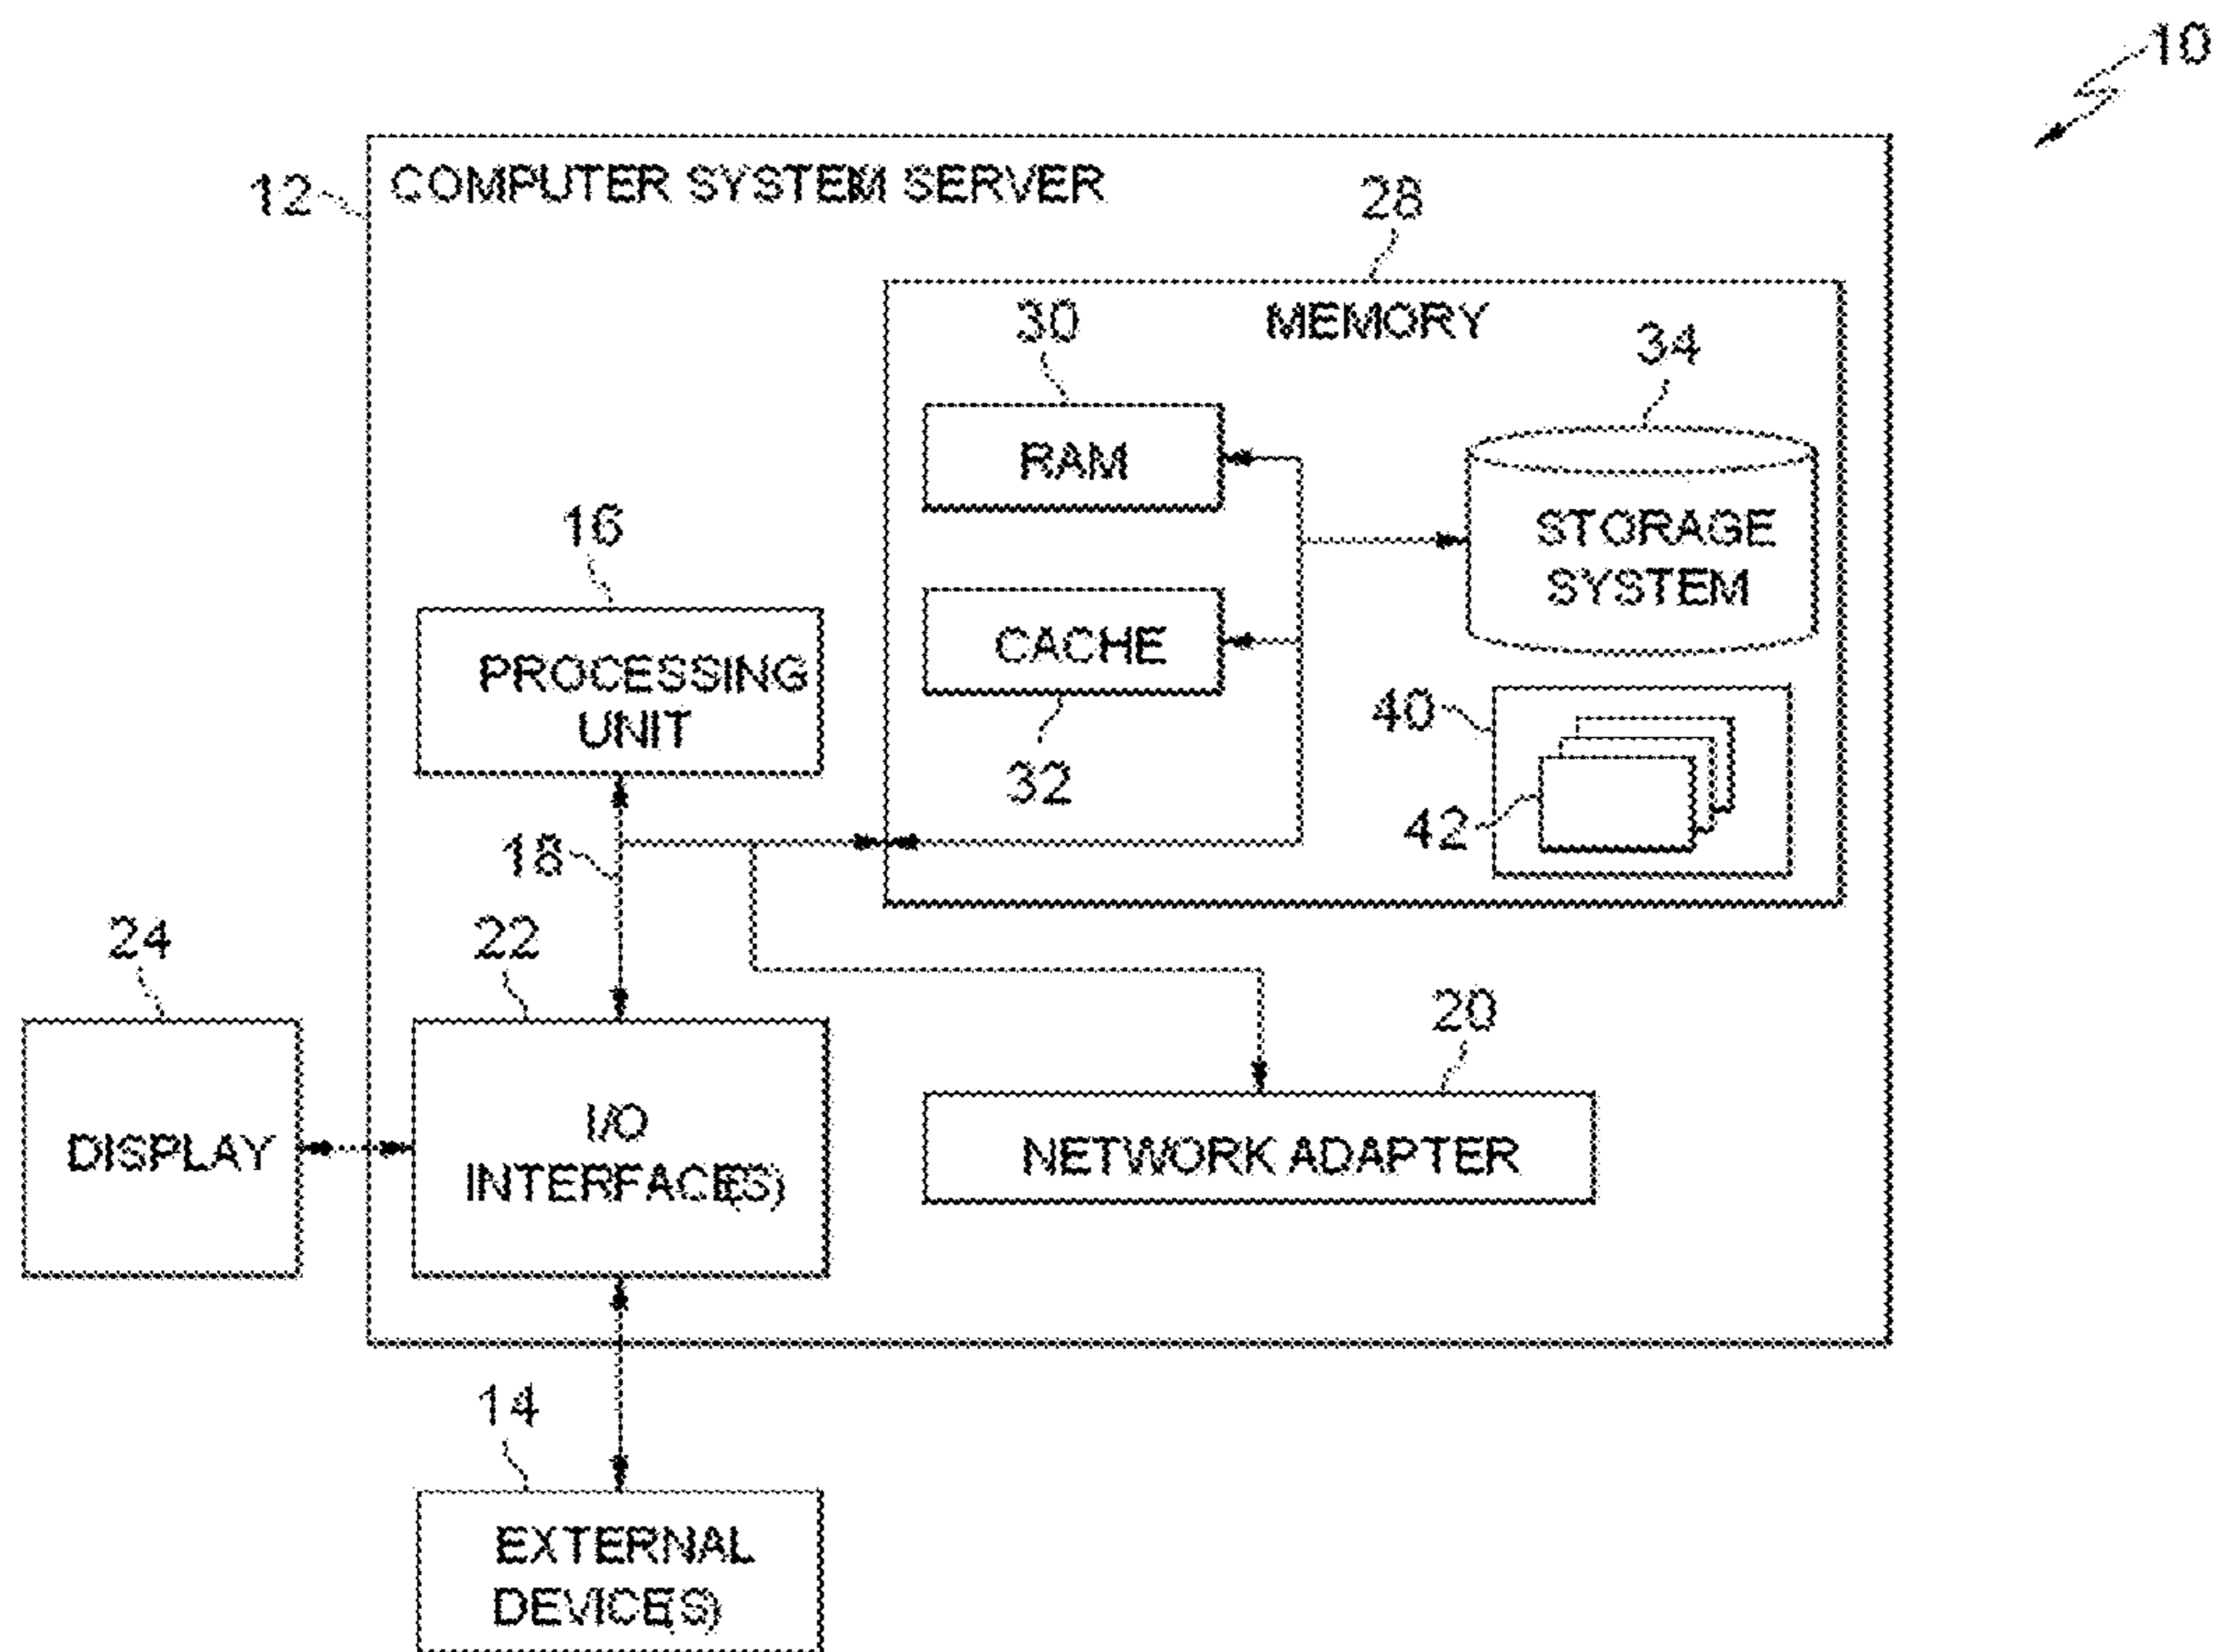 10
12
COMPUTER SYSTEM SERVER
28
MEMORY
30
34
RAM
STORAGE
SYSTEM
16
PROCESSING
UNIT
CACHE
32
40
42
18
24
22
20
DISPLAY
I/O
INTERFACE(S)
NETWORK ADAPTER
14
EXTERNAL
DEVICE(S)